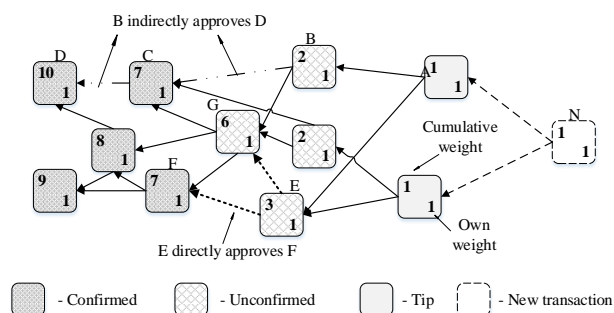 B indirectly approves D
D
C
B
A
10
1
7
1
2
1
1
1
G
N
6
1
2
1
Cumulative
weight
1
1
8
1
F
E
9
1
7
1
3
1
1
1
Own
weight
E directly approves F
- Confirmed
- Unconfirmed
- Tip
- New transaction